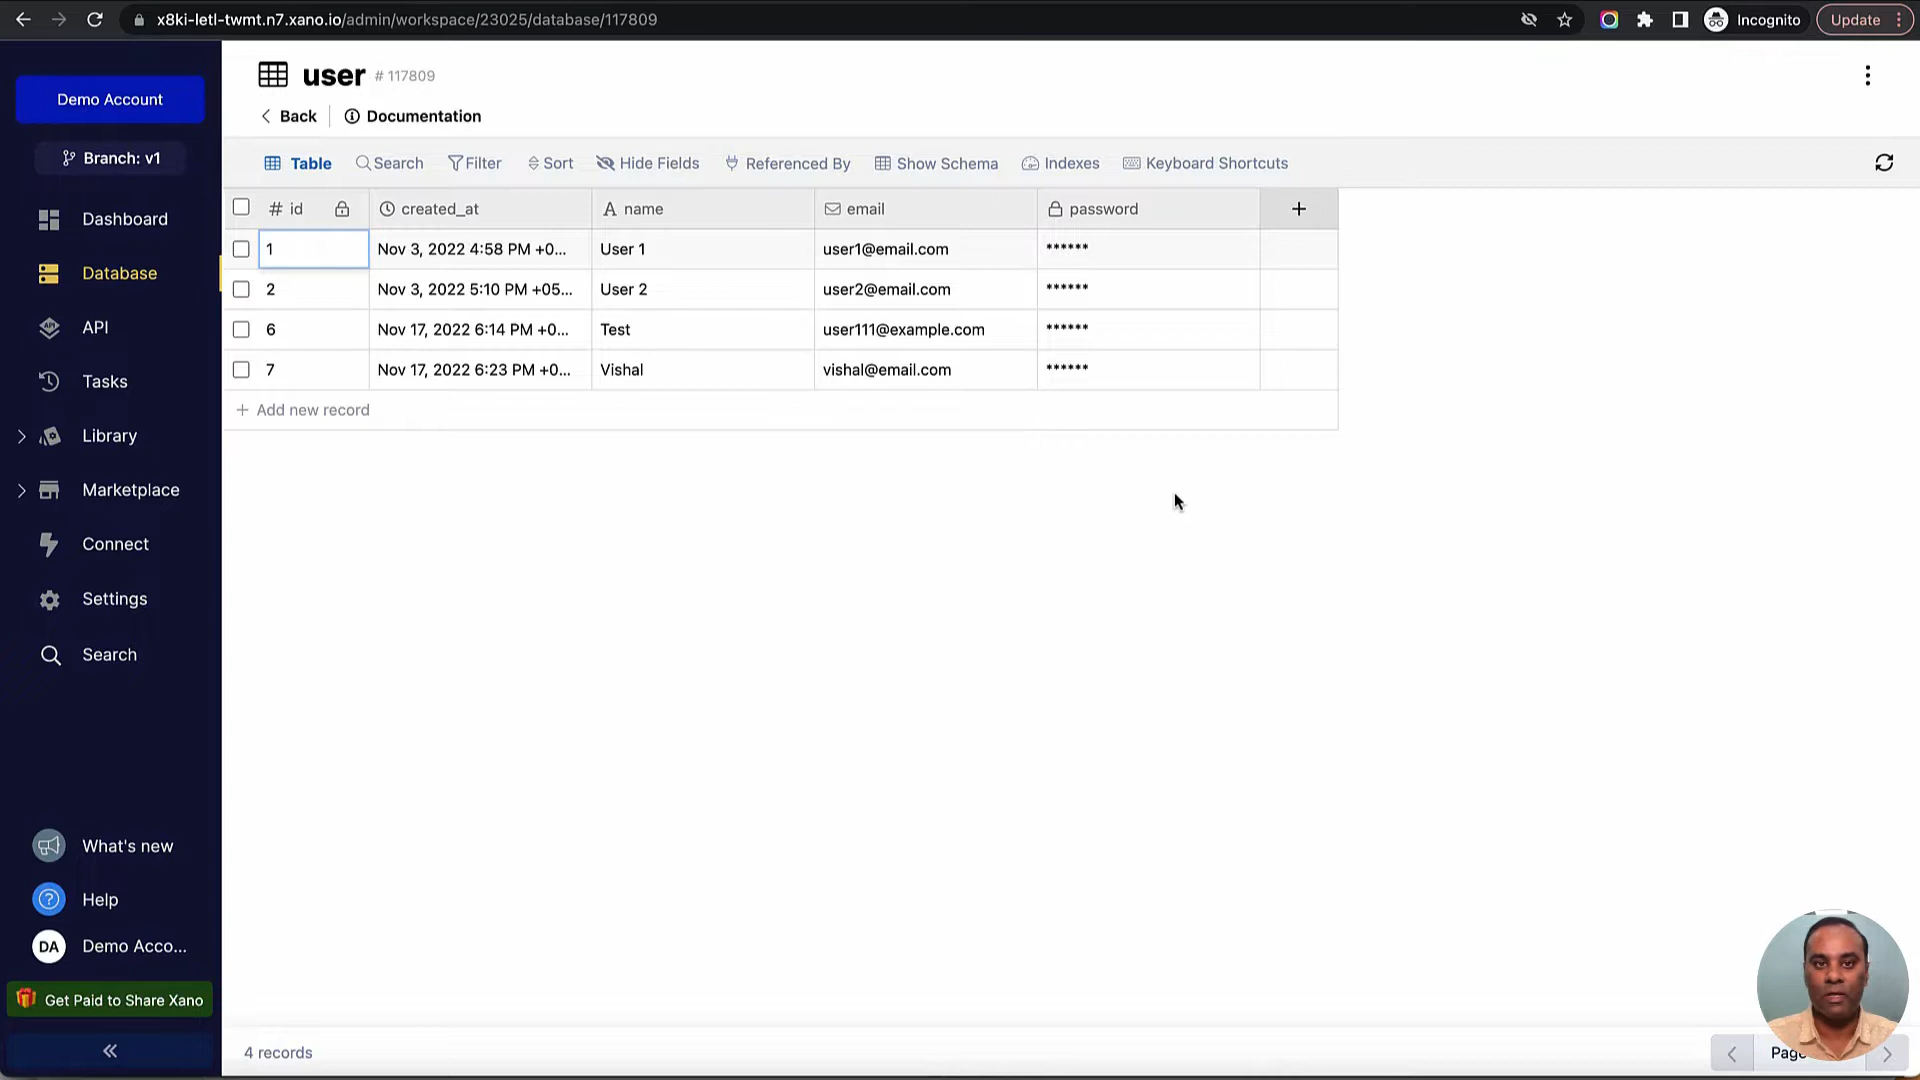 x8ki-letl-twmt.n7.xano.io/admin/workspace/23025/database/117809
Incognito
Update
Demo Account
Branch: v1
Dashboard
Database
API
Tasks
Library
Marketplace
Connect
Settings
Search
What's new
Help
DA Demo Acco...
Get Paid to Share Xano
user # 117809
Back Documentation
Table Search Filter Sort Hide Fields Referenced By Show Schema Indexes Keyboard Shortcuts
# id created_at name email password +
1 Nov 3, 2022 4:58 PM +0... User 1 user1@email.com ******
2 Nov 3, 2022 5:10 PM +05... User 2 user2@email.com ******
6 Nov 17, 2022 6:14 PM +0... Test user111@example.com ******
7 Nov 17, 2022 6:23 PM +0... Vishal vishal@email.com ******
+ Add new record
4 records